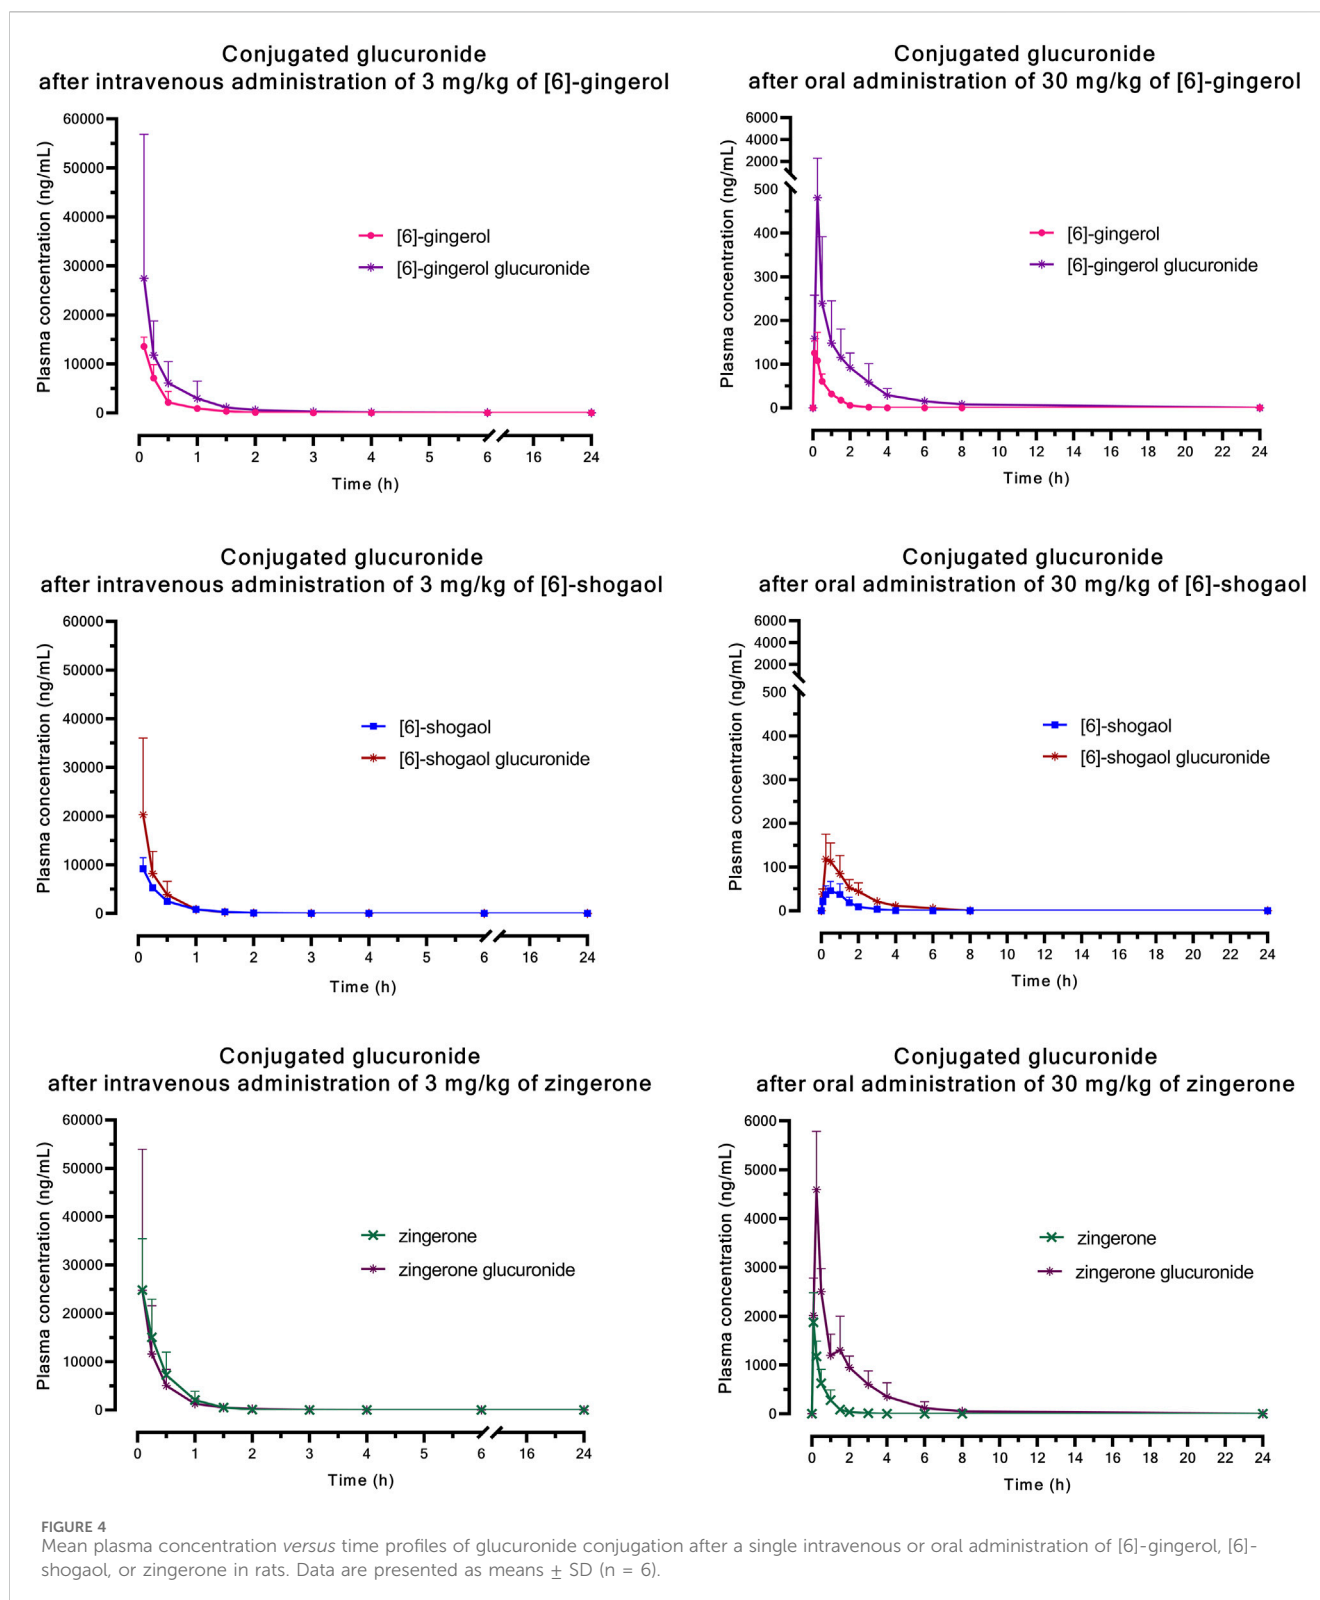 Conjugated glucuronide
after intravenous administration of 3 mg/kg of [6]-gingerol
Plasma concentration (ng/mL)
60000
50000
40000
30000
20000
10000
0
[6]-gingerol
[6]-gingerol glucuronide
0 1 2 3 4 5 6 16 24
Time (h)
Conjugated glucuronide
after oral administration of 30 mg/kg of [6]-gingerol
Plasma concentration (ng/mL)
6000
4000
2000
500
400
300
200
100
0
[6]-gingerol
[6]-gingerol glucuronide
0 2 4 6 8 10 12 14 16 18 20 22 24
Time (h)
Conjugated glucuronide
after intravenous administration of 3 mg/kg of [6]-shogaol
Plasma concentration (ng/mL)
60000
50000
40000
30000
20000
10000
0
[6]-shogaol
[6]-shogaol glucuronide
0 1 2 3 4 5 6 16 24
Time (h)
Conjugated glucuronide
after oral administration of 30 mg/kg of [6]-shogaol
Plasma concentration (ng/mL)
6000
4000
2000
500
400
300
200
100
0
[6]-shogaol
[6]-shogaol glucuronide
0 2 4 6 8 10 12 14 16 18 20 22 24
Time (h)
Conjugated glucuronide
after intravenous administration of 3 mg/kg of zingerone
Plasma concentration (ng/mL)
60000
50000
40000
30000
20000
10000
0
zingerone
zingerone glucuronide
0 1 2 3 4 5 6 16 24
Time (h)
Conjugated glucuronide
after oral administration of 30 mg/kg of zingerone
Plasma concentration (ng/mL)
6000
5000
4000
3000
2000
1000
0
zingerone
zingerone glucuronide
0 2 4 6 8 10 12 14 16 18 20 22 24
Time (h)
FIGURE 4
Mean plasma concentration versus time profiles of glucuronide conjugation after a single intravenous or oral administration of [6]-gingerol, [6]-
shogaol, or zingerone in rats. Data are presented as means ± SD (n = 6).